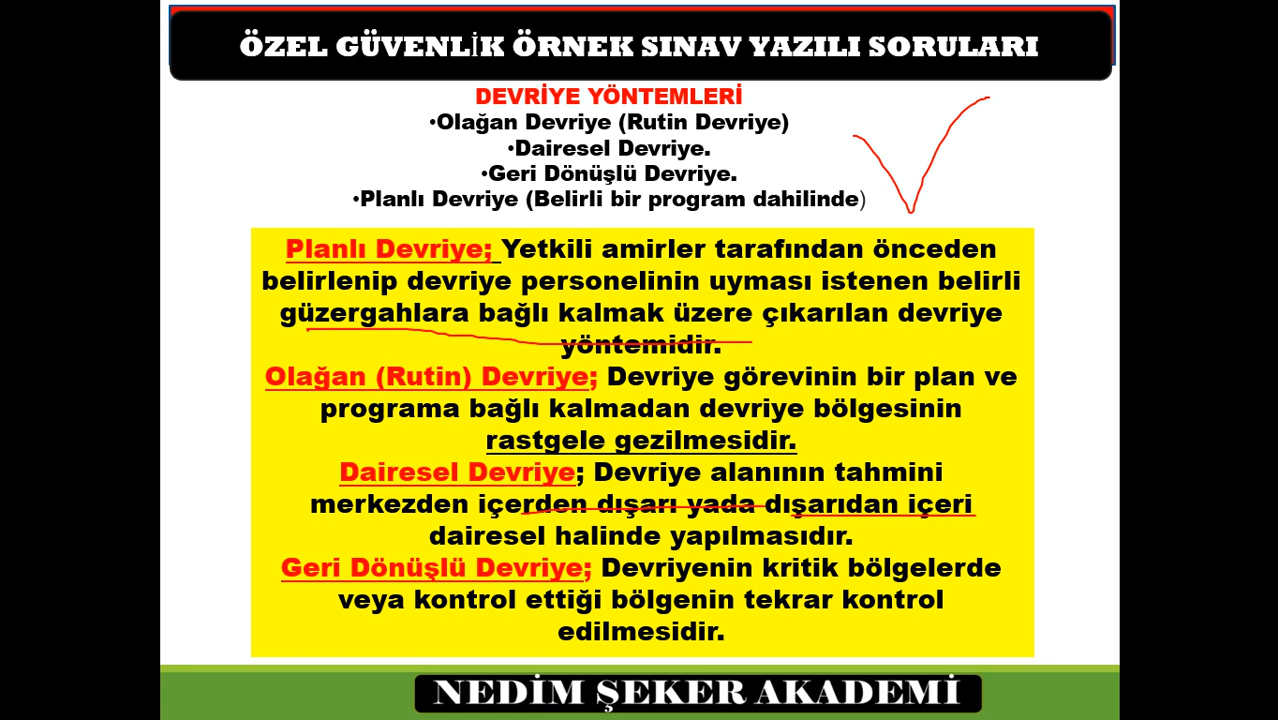 ÖZEL GÜVENLİK ÖRNEK SINAV YAZILI SORULARI
DEVRİYE YÖNTEMLERİ
•Olağan Devriye (Rutin Devriye)
•Dairesel Devriye.
•Geri Dönüşlü Devriye.
•Planlı Devriye (Belirli bir program dahilinde)
Planlı Devriye; Yetkili amirler tarafından önceden
belirlenip devriye personelinin uyması istenen belirli
güzergahlara bağlı kalmak üzere çıkarılan devriye
yöntemidir.
Olağan (Rutin) Devriye; Devriye görevinin bir plan ve
programa bağlı kalmadan devriye bölgesinin
rastgele gezilmesidir.
Dairesel Devriye; Devriye alanının tahmini
merkezden içerden dışarı yada dışarıdan içeri
dairesel halinde yapılmasıdır.
Geri Dönüşlü Devriye; Devriyenin kritik bölgelerde
veya kontrol ettiği bölgenin tekrar kontrol
edilmesidir.
NEDİM ŞEKER AKADEMİ